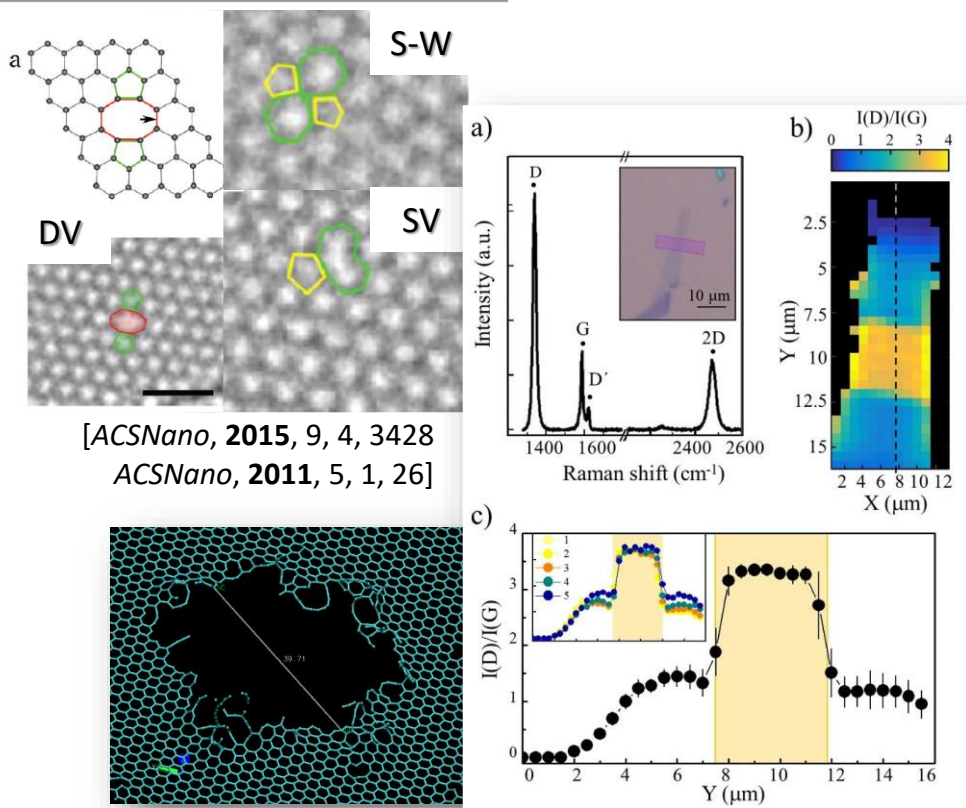 a
S-W
DV
SV
[ACSNano, 2015, 9, 4, 3428
ACSNano, 2011, 5, 1, 26]
39.71
a)
D
G
D´
2D
10 μm
Intensity (a.u.)
1400 1600 2400 2600
Raman shift (cm-1)
b)
I(D)/I(G)
0 1 2 3 4
2.5
5
7.5
10
12.5
15
Y (μm)
2 4 6 8 10 12
X (μm)
c)
4
3
2
1
0
I(D)/I(G)
1
2
3
4
5
0 2 4 6 8 10 12 14 16
Y (μm)